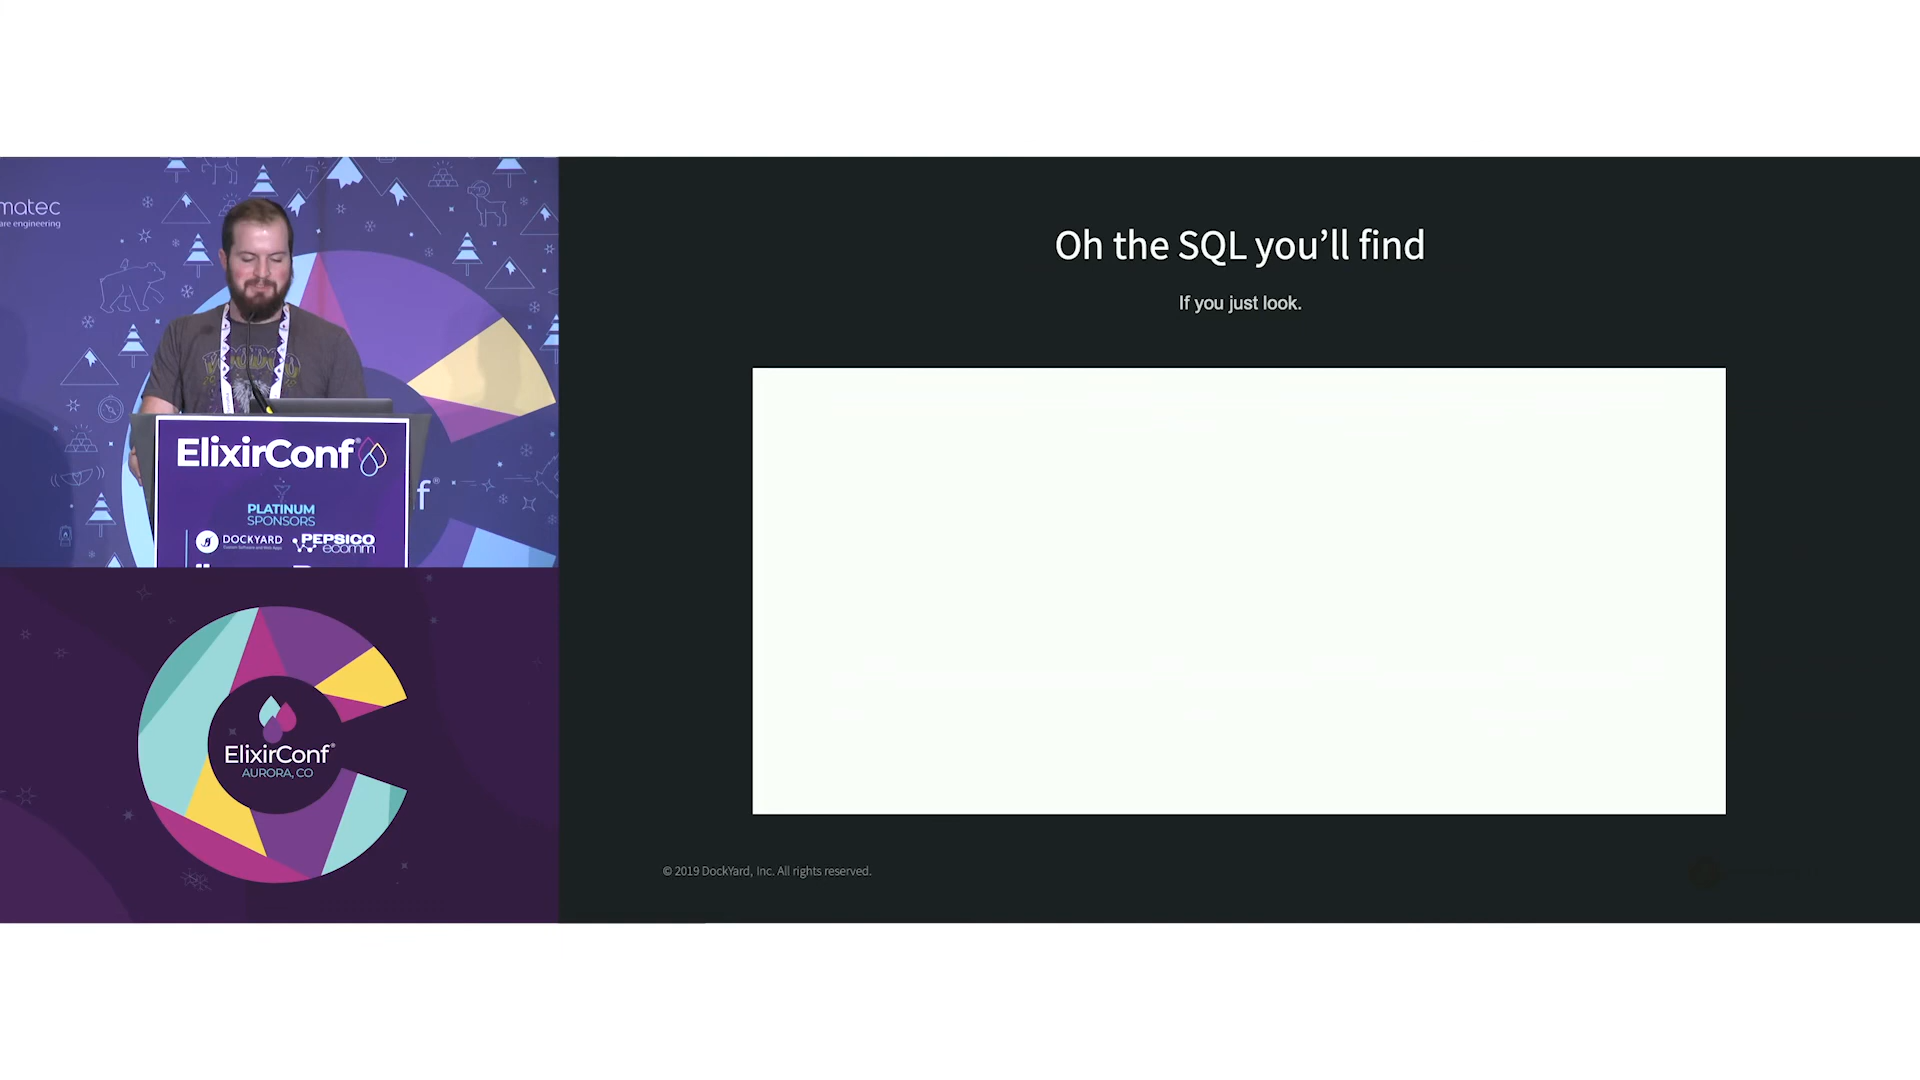 matec
are engineering
ElixirConf
PLATINUM
SPONSORS
DOCKYARD
PEPSICO
ecomm
f
ElixirConf®
AURORA, CO
Oh the SQL you’ll find
If you just look.
© 2019 DockYard, Inc. All rights reserved.